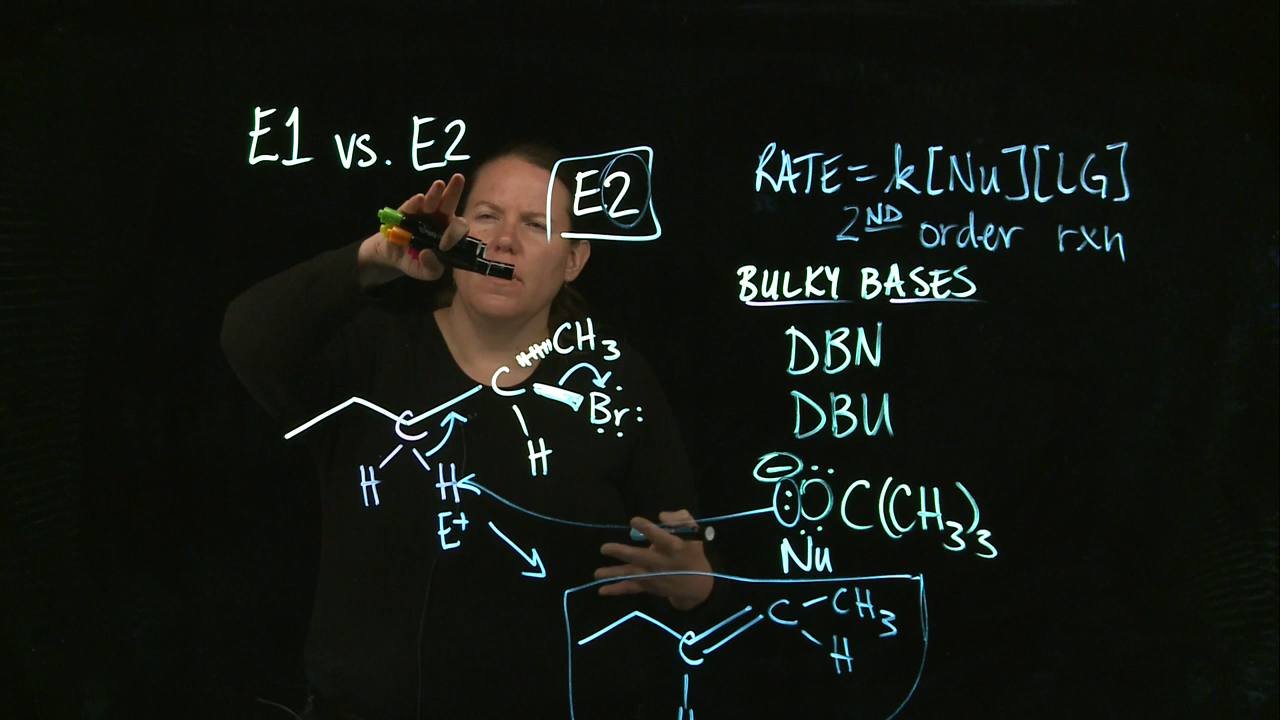 E1 vs. E2
E2
RATE = k[Nu][LG]
2ND order rxn
BULKY BASES
DBN
DBU
CH3
C
Br
C
H
H H
E+
⊖
OC(CH3)3
Nu
C CH3
C H
H